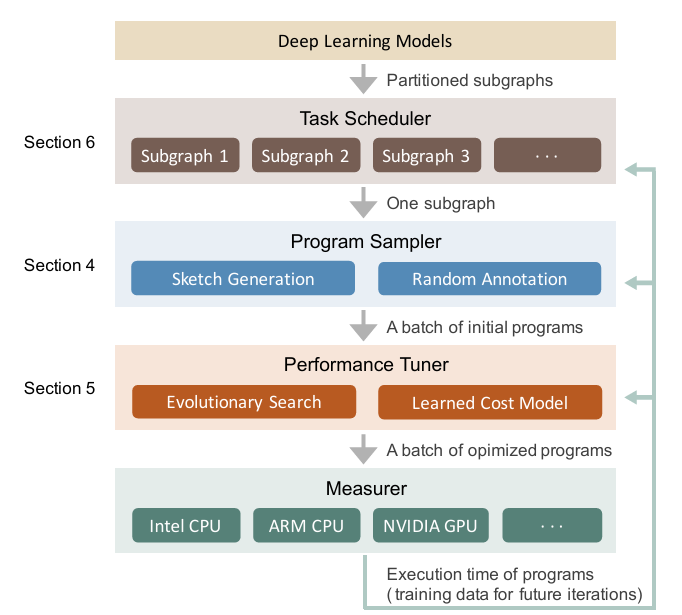 Deep Learning Models
Partitioned subgraphs
Task Scheduler
Section 6
Subgraph 1 Subgraph 2 Subgraph 3 · · ·
One subgraph
Program Sampler
Section 4
Sketch Generation Random Annotation
A batch of initial programs
Performance Tuner
Section 5
Evolutionary Search Learned Cost Model
A batch of opimized programs
Measurer
Intel CPU ARM CPU NVIDIA GPU · · ·
Execution time of programs
( training data for future iterations)